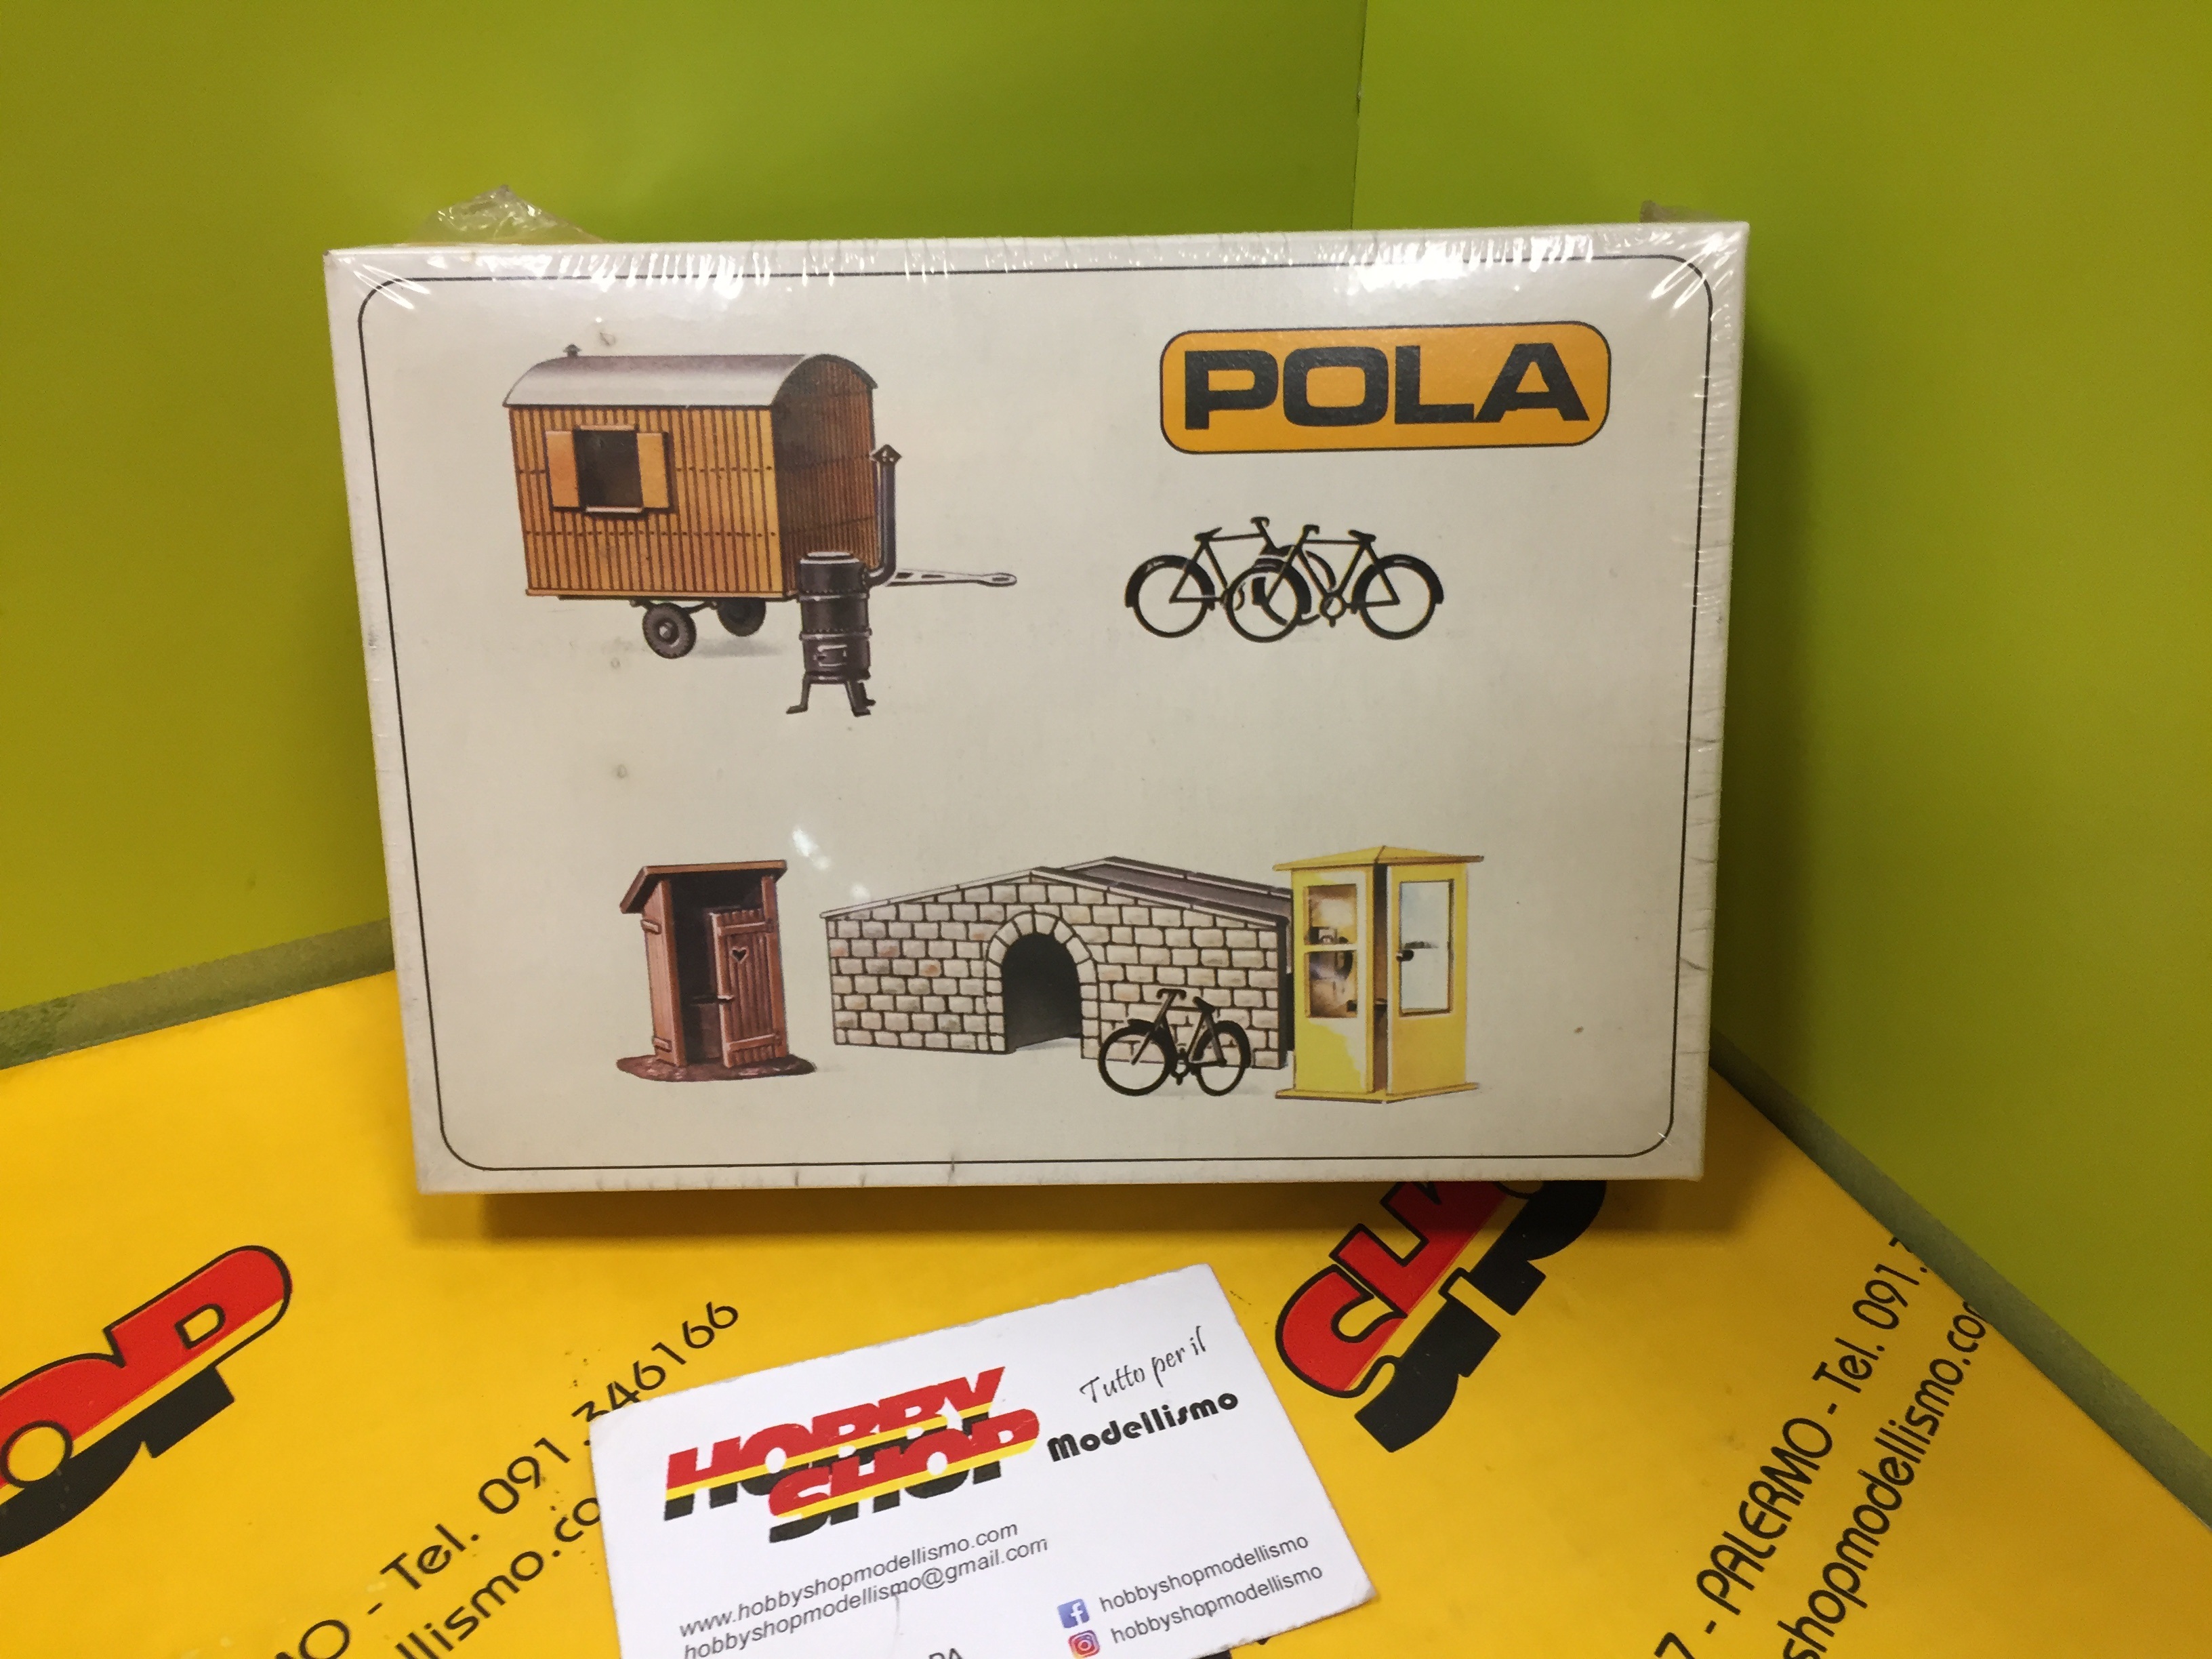 POLA
091 346166
- Tel.
HOBBY
SHOP
Tutto per il
Modellismo
www.hobbyshopmodellismo.com
hobbyshopmodellismo@gmail.com
hobbyshopmodellismo
hobbyshopmodellismo
7 - PALERMO - Tel. 091